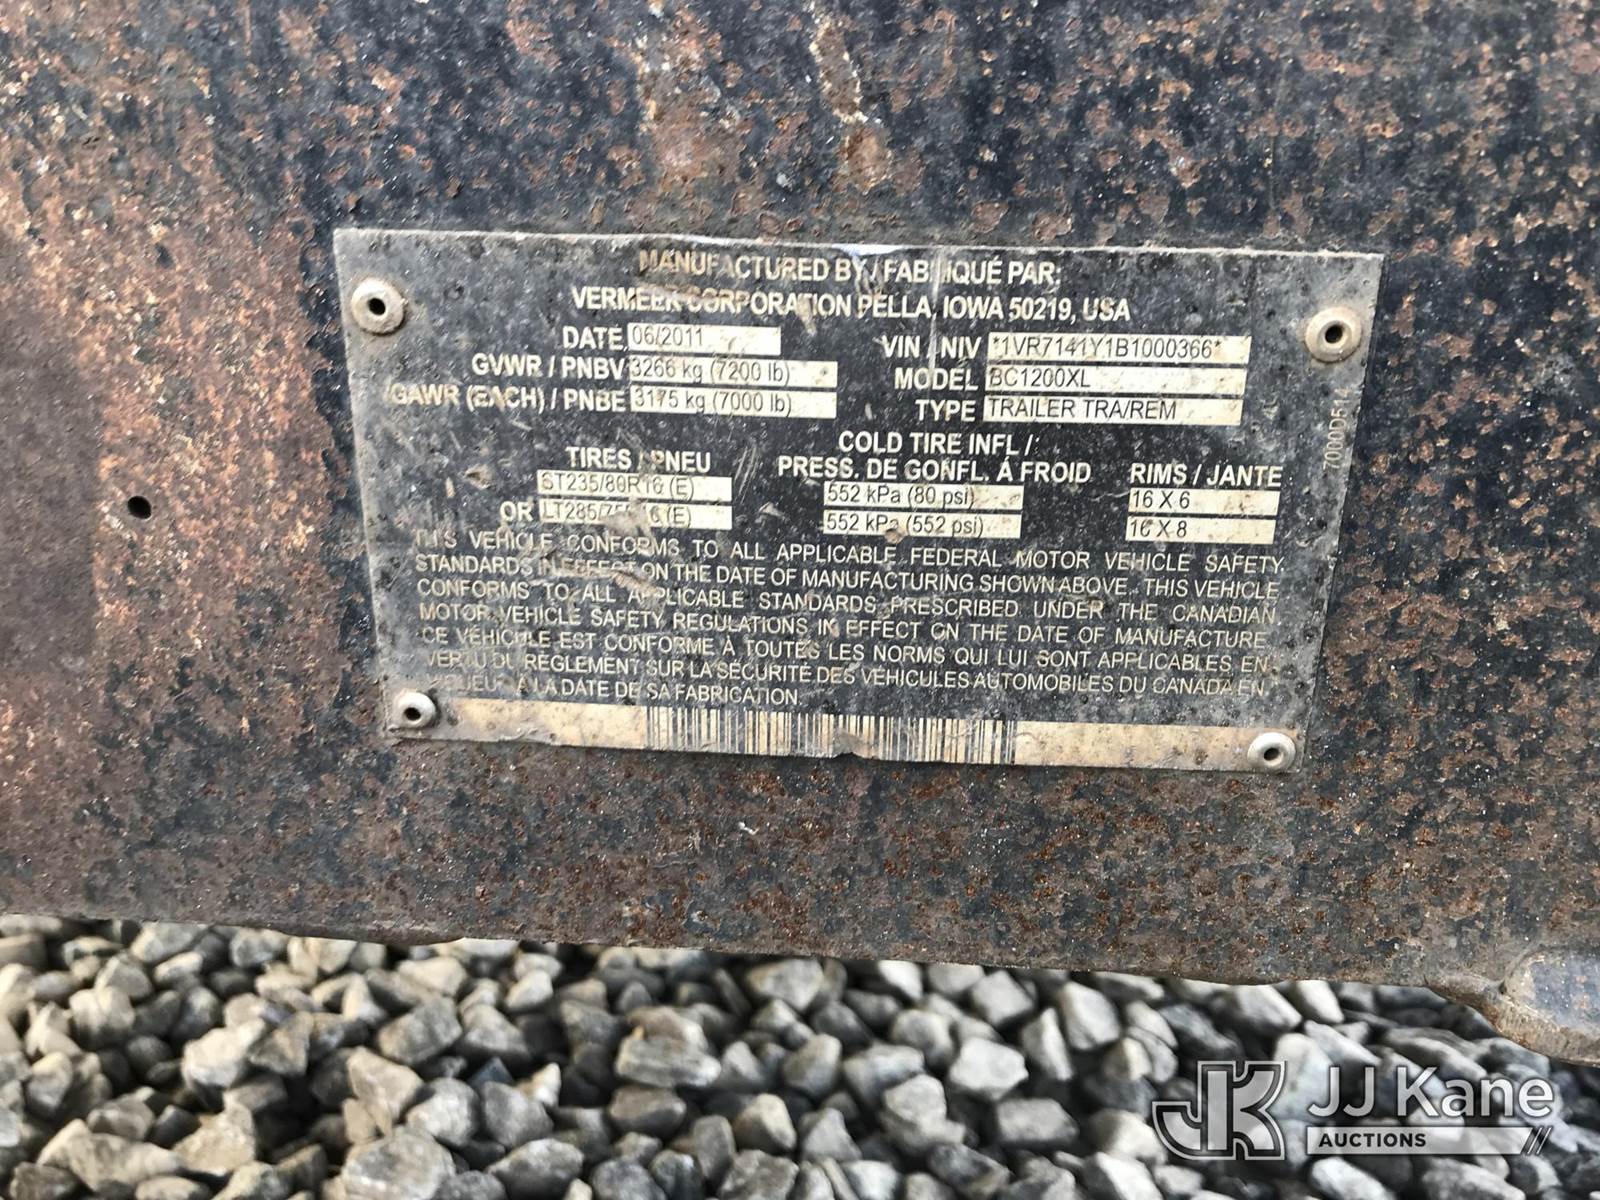 MANUFACTURED BY / FABRIQUÉ PAR:
VERMEER CORPORATION PELLA, IOWA 50219, USA
DATE 06/2011
VIN / NIV *1VR7141Y1B1000366*
GVWR / PNBV 3266 kg (7200 lb)
MODEL BC1200XL
GAWR (EACH) / PNBE 3175 kg (7000 lb)
TYPE TRAILER TRA/REM
7000D514
COLD TIRE INFL /:
TIRES / PNEU PRESS. DE GONFL. Á FROID RIMS / JANTE
ST235/80R16 (E) 552 kPa (80 psi) 16 X 6
OR LT285/75R16 (E) 552 kPa (552 psi) 16 X 8
THIS VEHICLE CONFORMS TO ALL APPLICABLE FEDERAL MOTOR VEHICLE SAFETY
STANDARDS IN EFFECT ON THE DATE OF MANUFACTURING SHOWN ABOVE. THIS VEHICLE
CONFORMS TO ALL APPLICABLE STANDARDS PRESCRIBED UNDER THE CANADIAN
MOTOR VEHICLE SAFETY REGULATIONS IN EFFECT ON THE DATE OF MANUFACTURE
CE VÉHICULE EST CONFORME À TOUTES LES NORMS QUI LUI SONT APPLICABLES EN
VERTU DU RÈGLEMENT SUR LA SÉCURITÉ DES VÉHICULES AUTOMOBILES DU CANADA EN
VIGUEUR À LA DATE DE SA FABRICATION.
JK JJ Kane
AUCTIONS